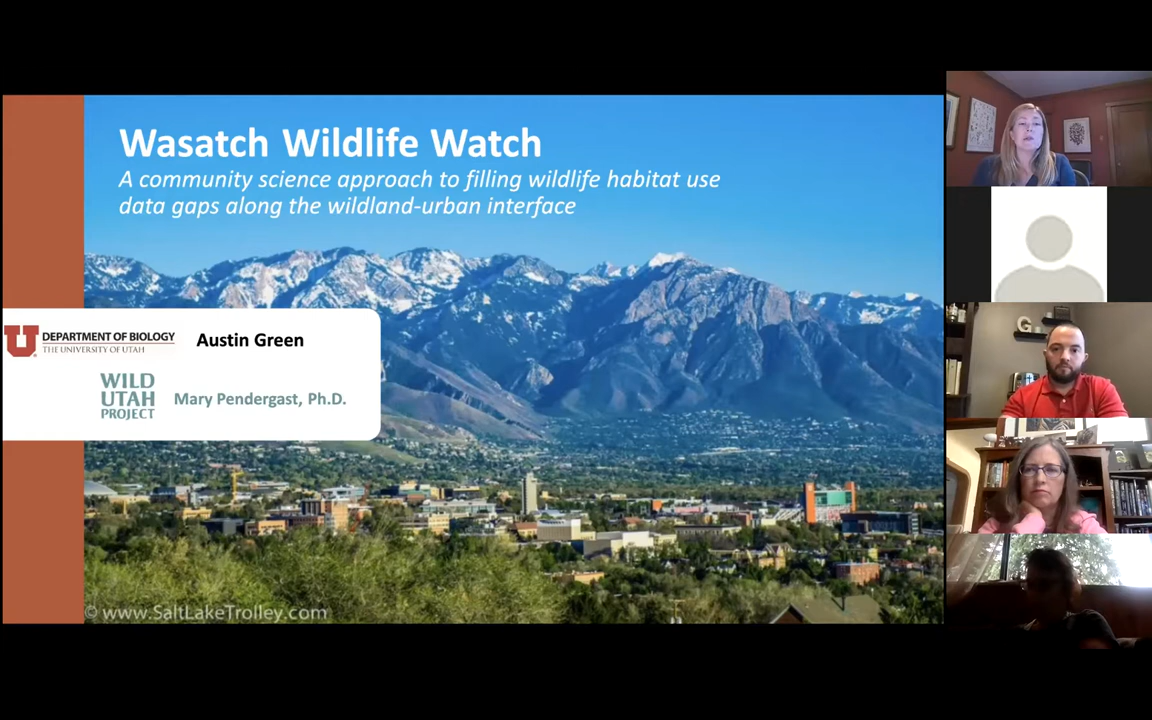 Wasatch Wildlife Watch
A community science approach to filling wildlife habitat use
data gaps along the wildland-urban interface
U DEPARTMENT OF BIOLOGY
THE UNIVERSITY OF UTAH
Austin Green
WILD
UTAH
PROJECT
Mary Pendergast, Ph.D.
© www.SaltLakeTrolley.com
G